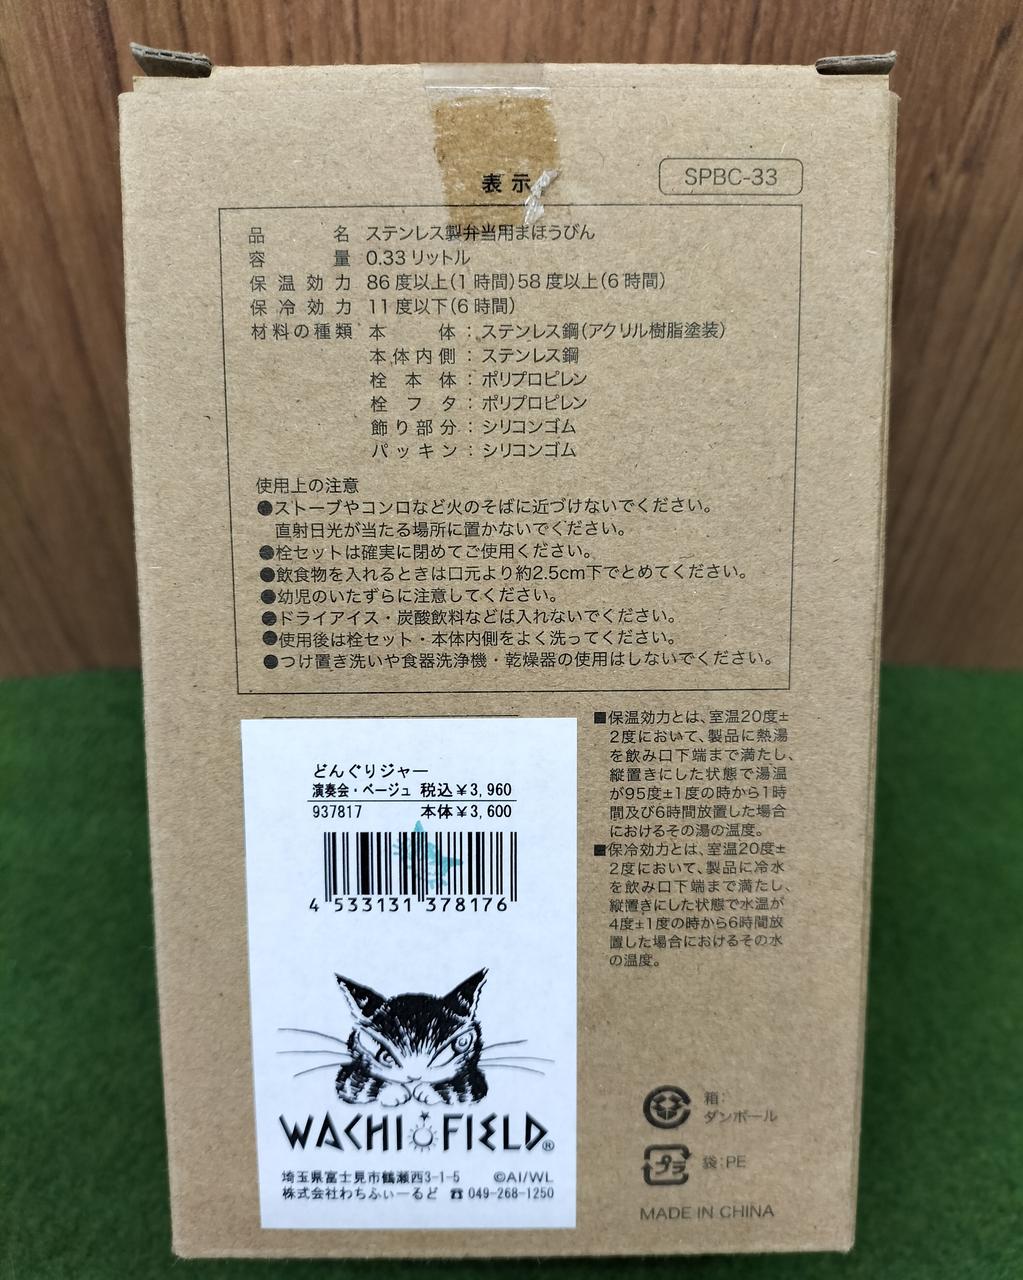 表示
SPBC-33
品名 ステンレス製弁当用まほうびん
容量 0.33リットル
保温効力 86度以上(1時間)58度以上(6時間)
保冷効力 11度以下(6時間)
材料の種類 本体：ステンレス鋼(アクリル樹脂塗装)
本体内側：ステンレス鋼
栓本体：ポリプロピレン
栓フタ：ポリプロピレン
飾り部分：シリコンゴム
パッキン：シリコンゴム
使用上の注意
●ストーブやコンロなど火のそばに近づけないでください。
直射日光が当たる場所に置かないでください。
●栓セットは確実に閉めてご使用ください。
●飲食物を入れるときは口元より約2.5cm下でとめてください。
●幼児のいたずらに注意してください。
●ドライアイス・炭酸飲料などは入れないでください。
●使用後は栓セット・本体内側をよく洗ってください。
●つけ置き洗いや食器洗浄機・乾燥器の使用はしないでください。
どんぐりジャー
演奏会・ベージュ 税込¥3,960
937817 本体¥3,600
4 533131 378176
WACHIFIELD®
埼玉県富士見市鶴瀬西3-1-5 ©AI/WL
株式会社わちふぃーるど ☎049-268-1250
■保温効力とは、室温20度±
2度において、製品に熱湯
を飲み口下端まで満たし、
縦置きにした状態で湯温
が95度±1度の時から1時
間及び6時間放置した場合
におけるその湯の温度。
■保冷効力とは、室温20度±
2度において、製品に冷水
を飲み口下端まで満たし、
縦置きにした状態で水温が
4度±1度の時から6時間放
置した場合におけるその水
の温度。
箱:
ダンボール
プラ
袋:PE
MADE IN CHINA